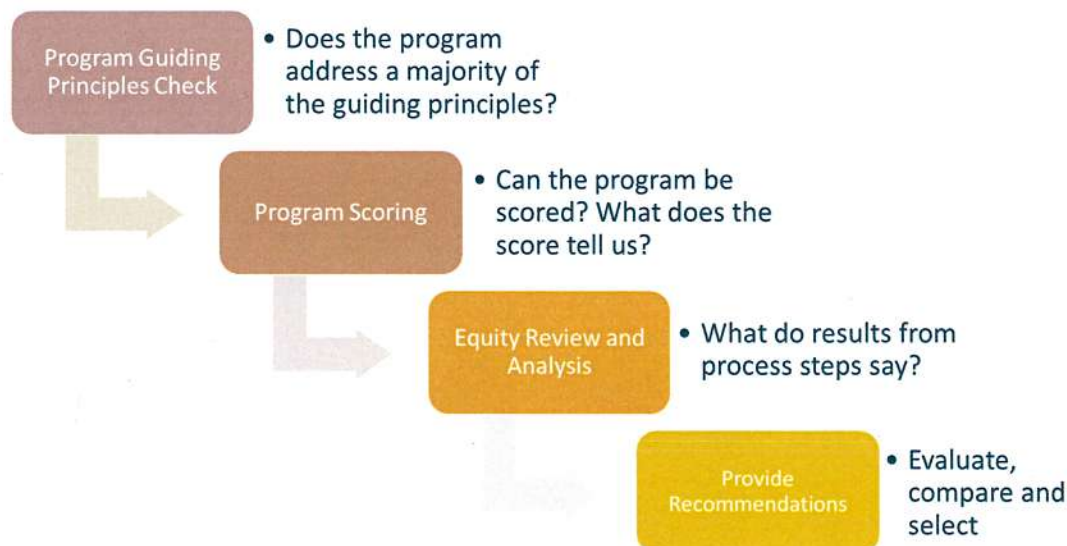 Program Guiding
Principles Check
• Does the program
address a majority of
the guiding principles?
Program Scoring
• Can the program be
scored? What does the
score tell us?
Equity Review and
Analysis
• What do results from
process steps say?
Provide
Recommendations
• Evaluate,
compare and
select